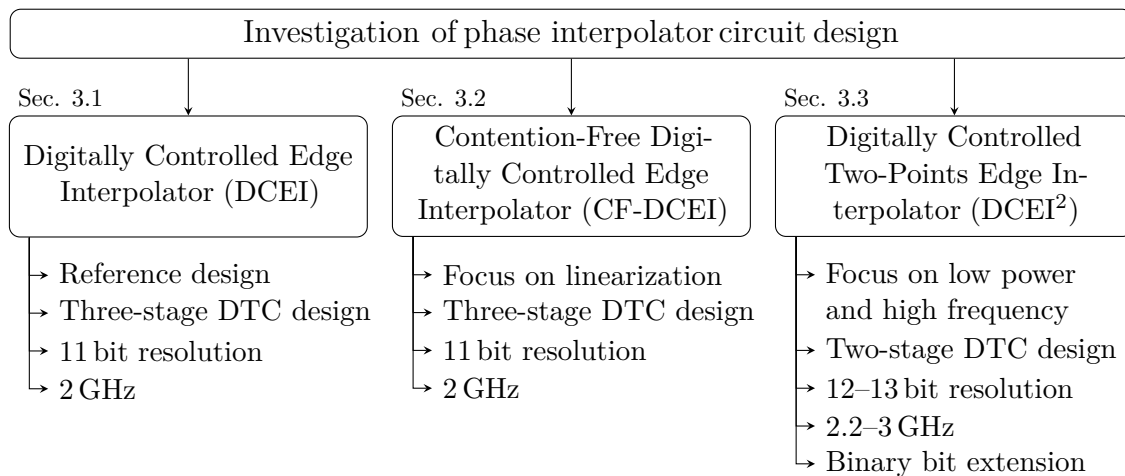 Investigation of phase interpolator circuit design
Sec. 3.1
Digitally Controlled Edge
Interpolator (DCEI)
Reference design
Three-stage DTC design
11 bit resolution
2 GHz
Sec. 3.2
Contention-Free Digi-
tally Controlled Edge
Interpolator (CF-DCEI)
Focus on linearization
Three-stage DTC design
11 bit resolution
2 GHz
Sec. 3.3
Digitally Controlled
Two-Points Edge In-
terpolator (DCEI²)
Focus on low power
and high frequency
Two-stage DTC design
12–13 bit resolution
2.2–3 GHz
Binary bit extension